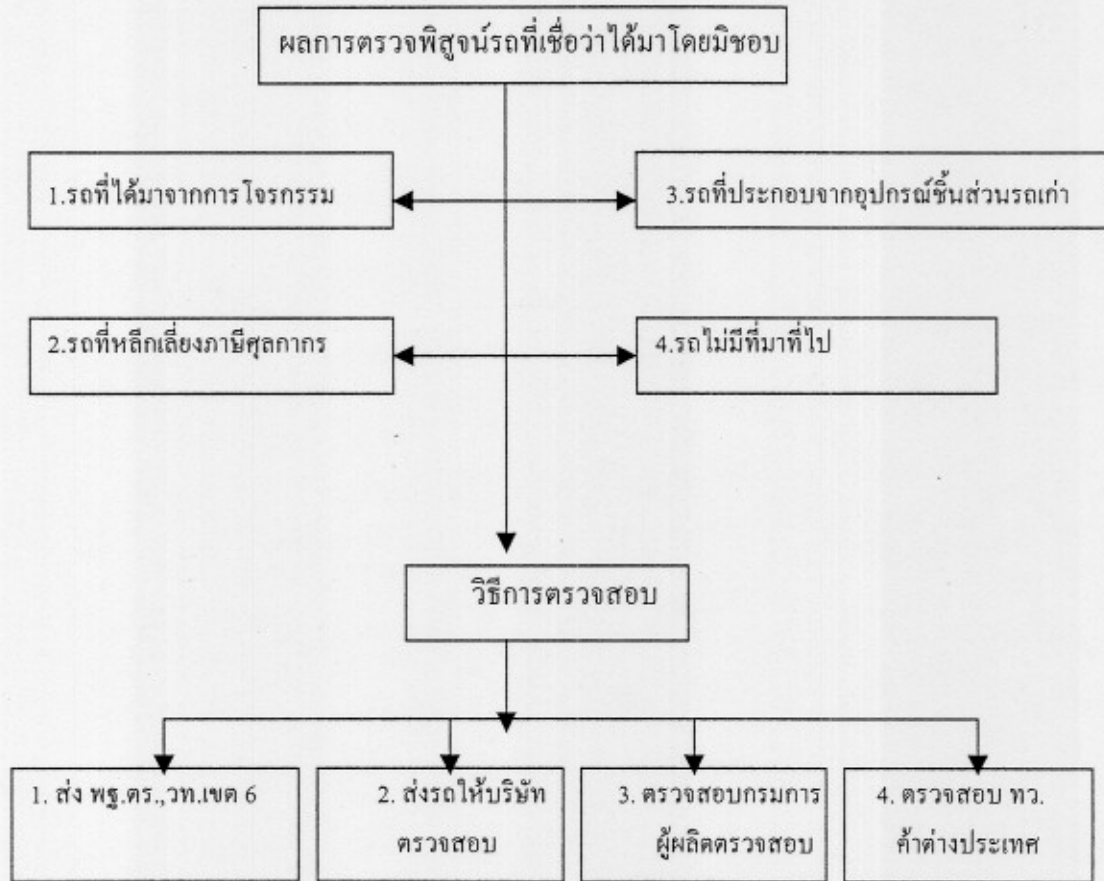 ผลการตรวจพิสูจน์รถที่เชื่อว่าได้มาโดยมิชอบ
1.รถที่ได้มาจากการโจรกรรม
3.รถที่ประกอบจากอุปกรณ์ชิ้นส่วนรถเก่า
2.รถที่หลีกเลี่ยงภาษีศุลกากร
4.รถไม่มีที่มาที่ไป
วิธีการตรวจสอบ
1. ส่ง พฐ.ตร.,วท.เขต 6
2. ส่งรถให้บริษัท
ตรวจสอบ
3. ตรวจสอบกรมการ
ผู้ผลิตตรวจสอบ
4. ตรวจสอบ ทว.
ค้าต่างประเทศ